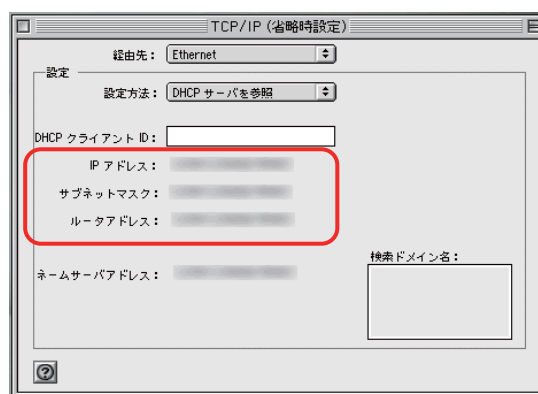 TCP/IP (省略時設定)
経由先： Ethernet
設定
設定方法： DHCP サーバを参照
DHCP クライアント ID：
IP アドレス：
サブネットマスク：
ルータアドレス：
ネームサーバアドレス：
検索ドメイン名：
?